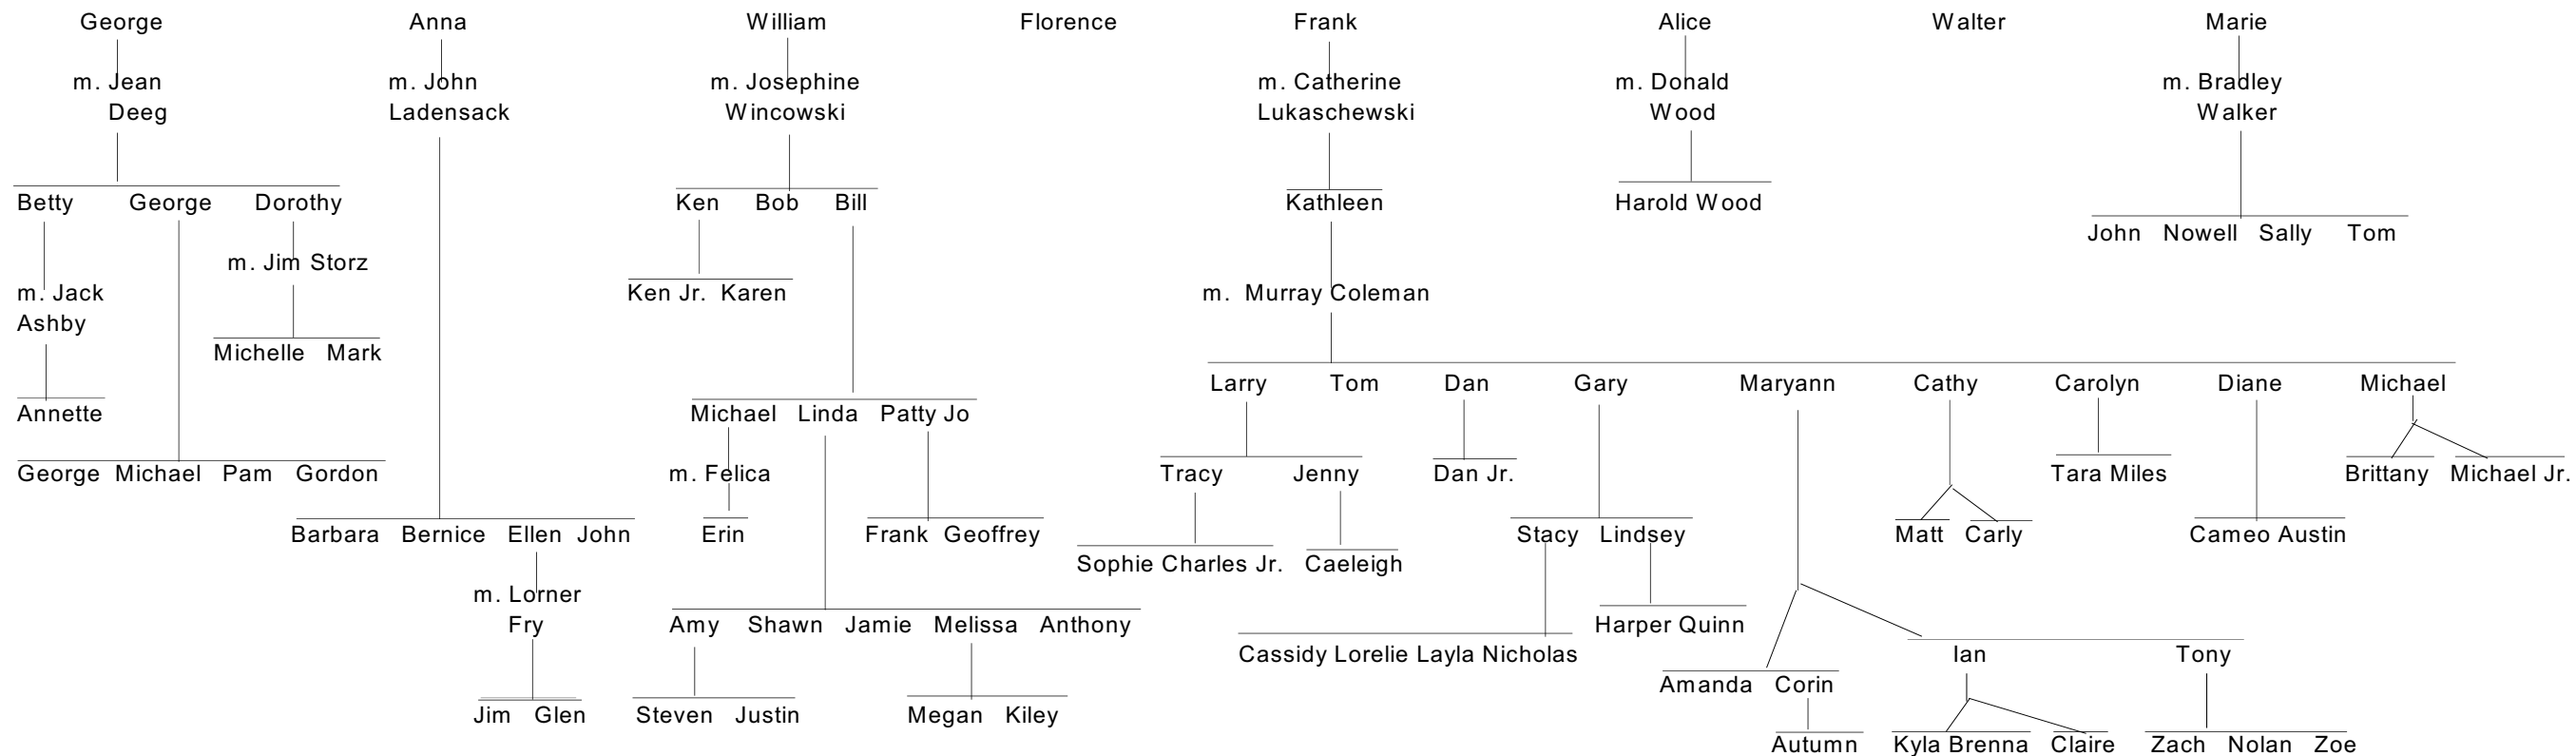 George Anna William Florence Frank Alice Walter Marie
m. Jean m. John m. Josephine m. Catherine m. Donald m. Bradley
Deeg Ladensack Wincowski Lukaschewski Wood Walker
Betty George Dorothy Ken Bob Bill Kathleen Harold Wood
John Nowell Sally Tom
m. Jim Storz
m. Jack Ken Jr. Karen m. Murray Coleman
Ashby
Michelle Mark
Larry Tom Dan Gary Maryann Cathy Carolyn Diane Michael
Annette Michael Linda Patty Jo
George Michael Pam Gordon m. Felica Tracy Jenny Dan Jr. Tara Miles Brittany Michael Jr.
Barbara Bernice Ellen John Erin Frank Geoffrey Stacy Lindsey Matt Carly Cameo Austin
Sophie Charles Jr. Caeleigh
m. Lorner
Fry Amy Shawn Jamie Melissa Anthony Harper Quinn
Cassidy Lorelie Layla Nicholas Ian Tony
Amanda Corin
Jim Glen Steven Justin Megan Kiley
Autumn Kyla Brenna Claire Zach Nolan Zoe